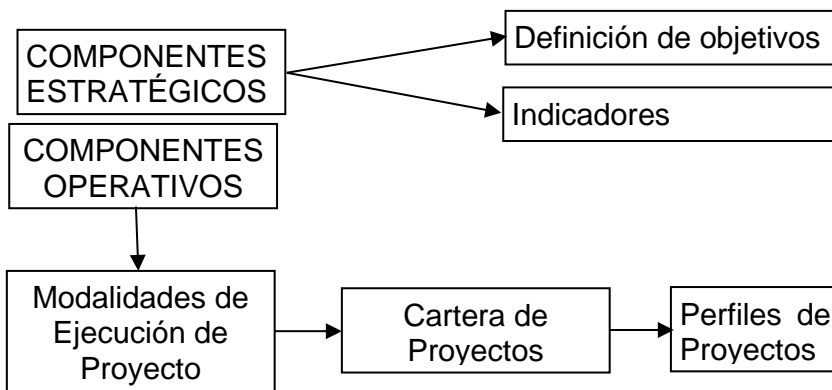 COMPONENTES
ESTRATÉGICOS
Definición de objetivos
Indicadores
COMPONENTES
OPERATIVOS
Modalidades de
Ejecución de
Proyecto
Cartera de
Proyectos
Perfiles de
Proyectos